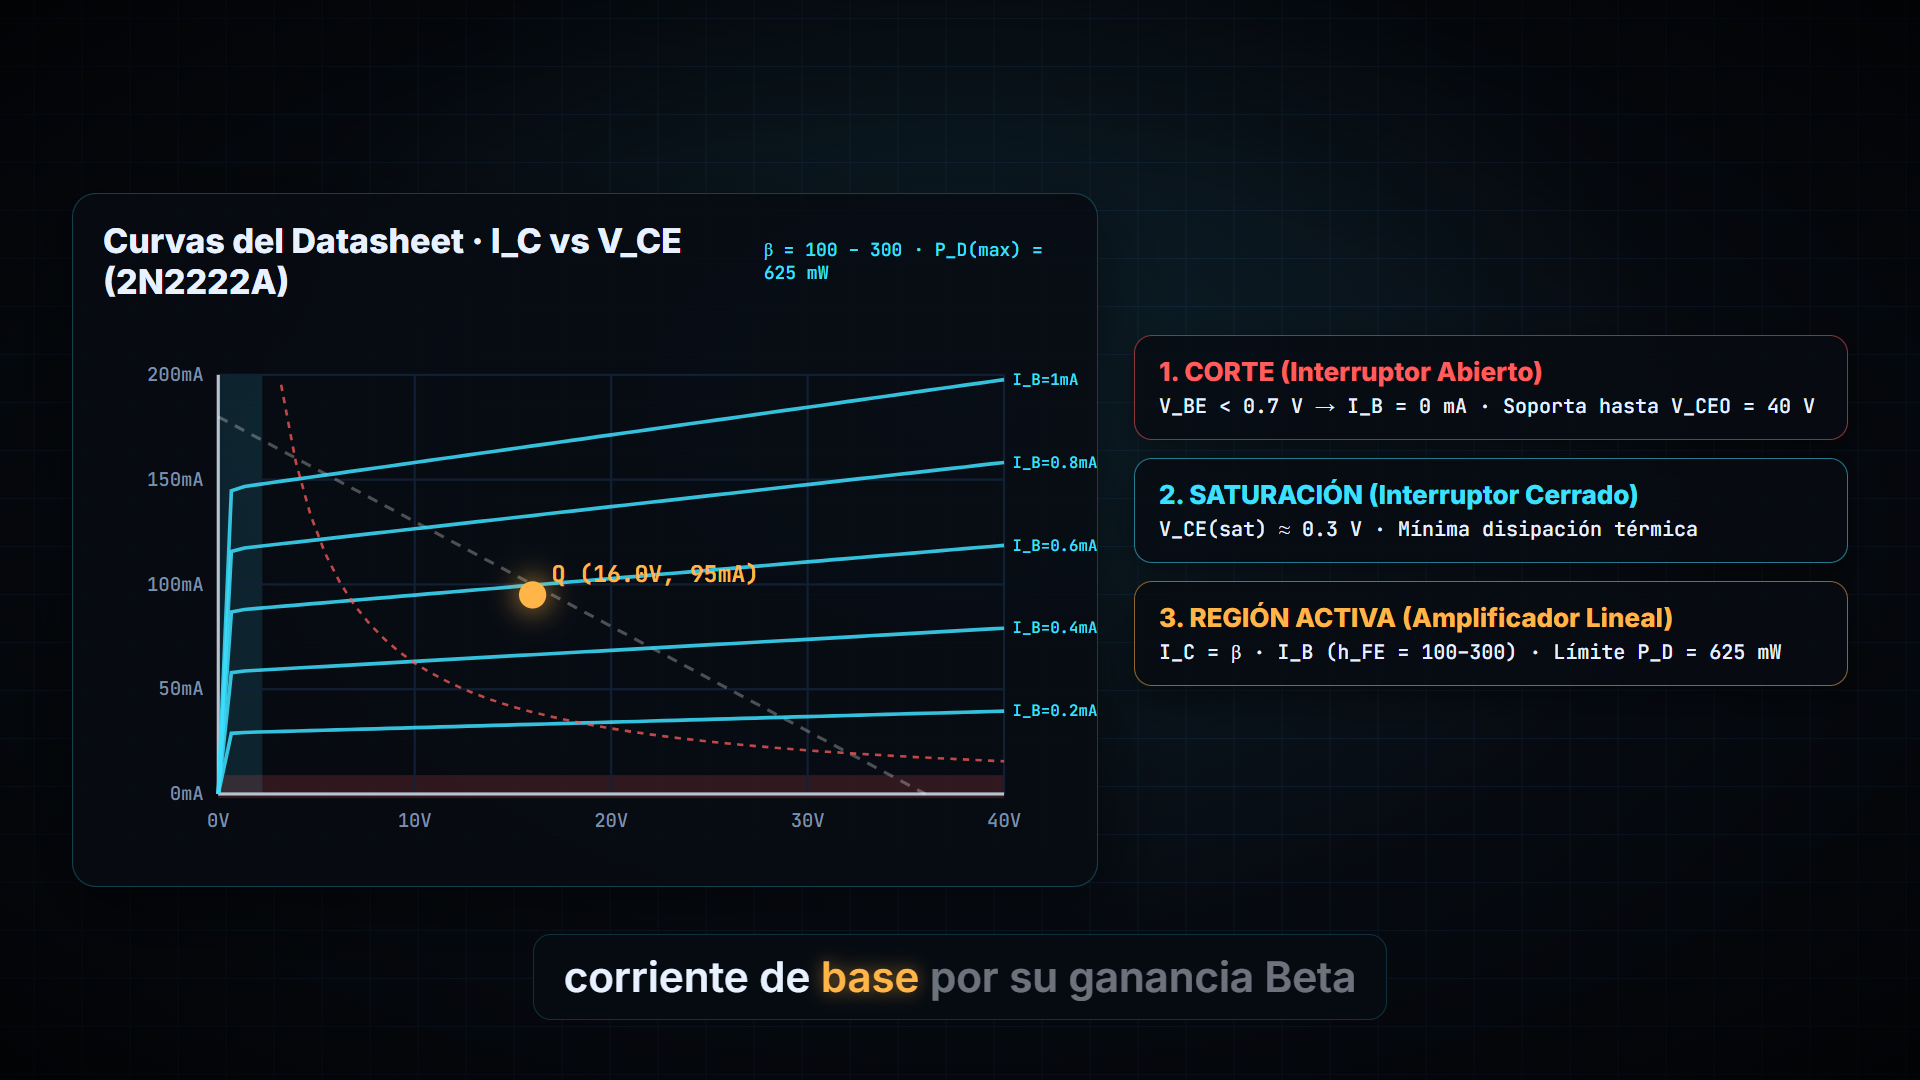 Curvas del Datasheet · I_C vs V_CE
(2N2222A)
β = 100 – 300 · P_D(max) =
625 mW
200mA
150mA
100mA
50mA
0mA
0V
10V
20V
30V
40V
I_B=1mA
I_B=0.8mA
I_B=0.6mA
I_B=0.4mA
I_B=0.2mA
Q (16.0V, 95mA)
1. CORTE (Interruptor Abierto)
V_BE < 0.7 V → I_B = 0 mA · Soporta hasta V_CEO = 40 V
2. SATURACIÓN (Interruptor Cerrado)
V_CE(sat) ≈ 0.3 V · Mínima disipación térmica
3. REGIÓN ACTIVA (Amplificador Lineal)
I_C = β · I_B (h_FE = 100–300) · Límite P_D = 625 mW
corriente de base por su ganancia Beta